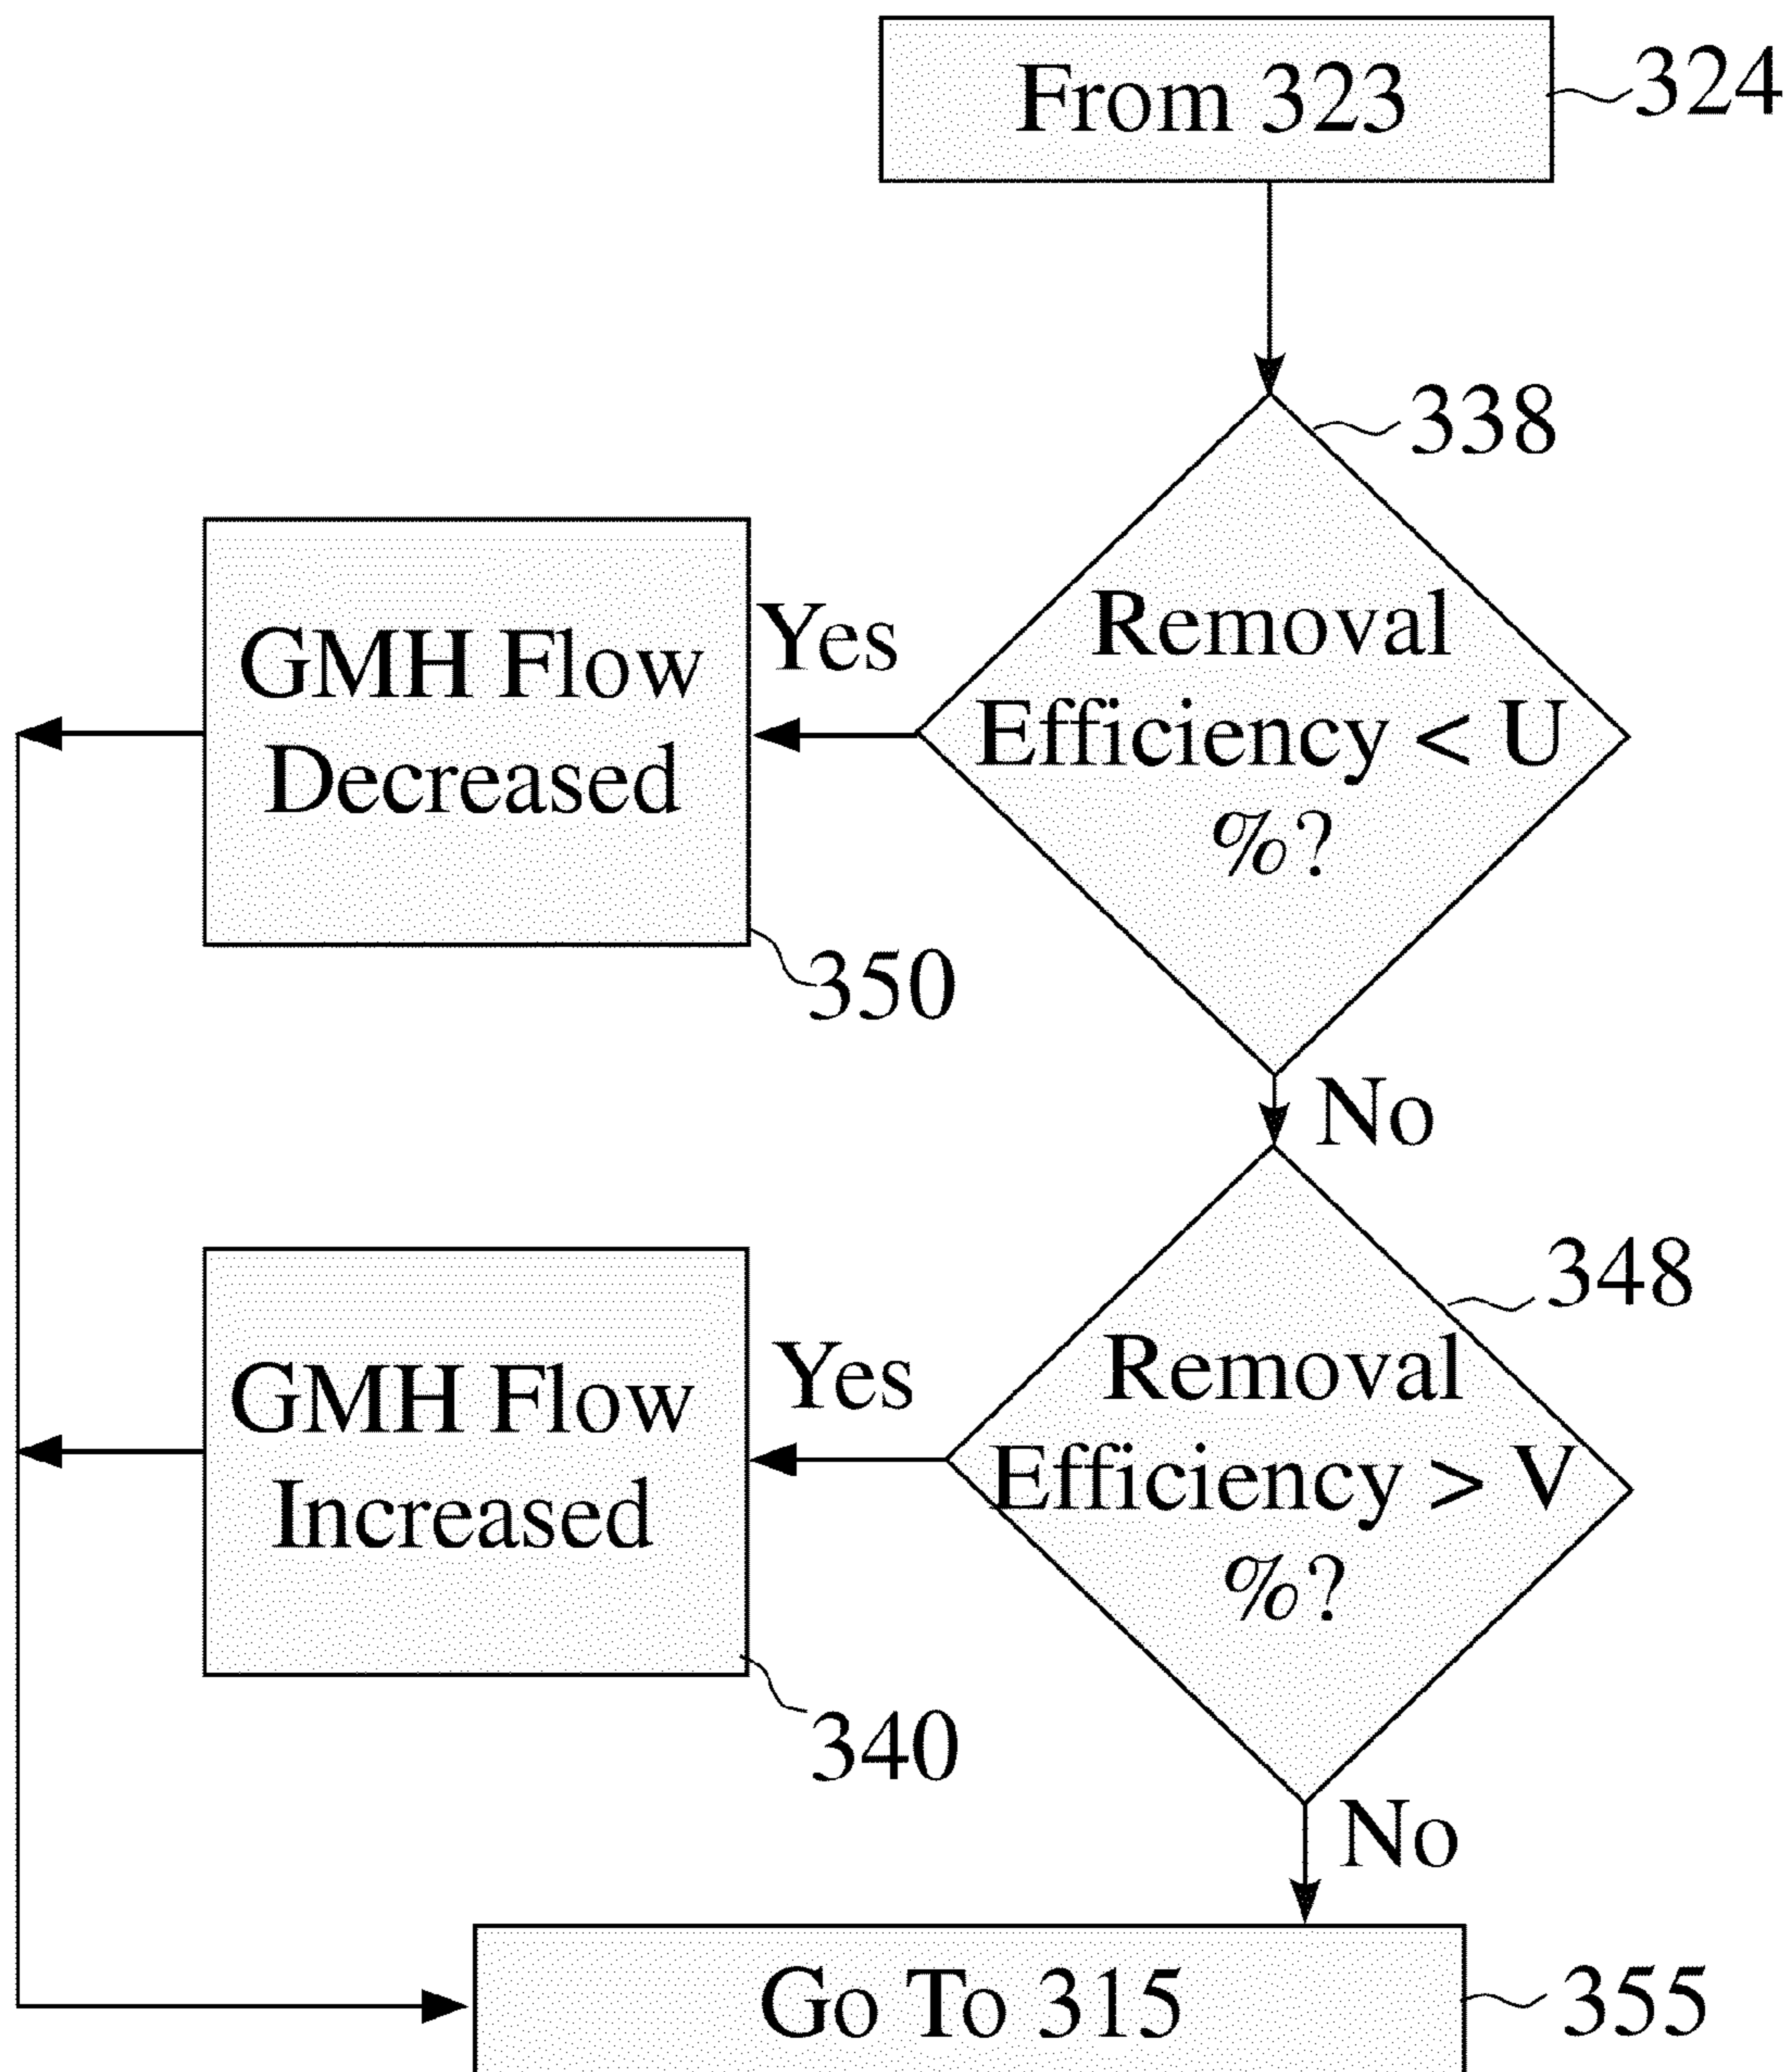 From 323
324
338
Removal
Efficiency < U
%?
Yes
GMH Flow
Decreased
350
No
348
Removal
Efficiency > V
%?
Yes
GMH Flow
Increased
340
No
Go To 315
355